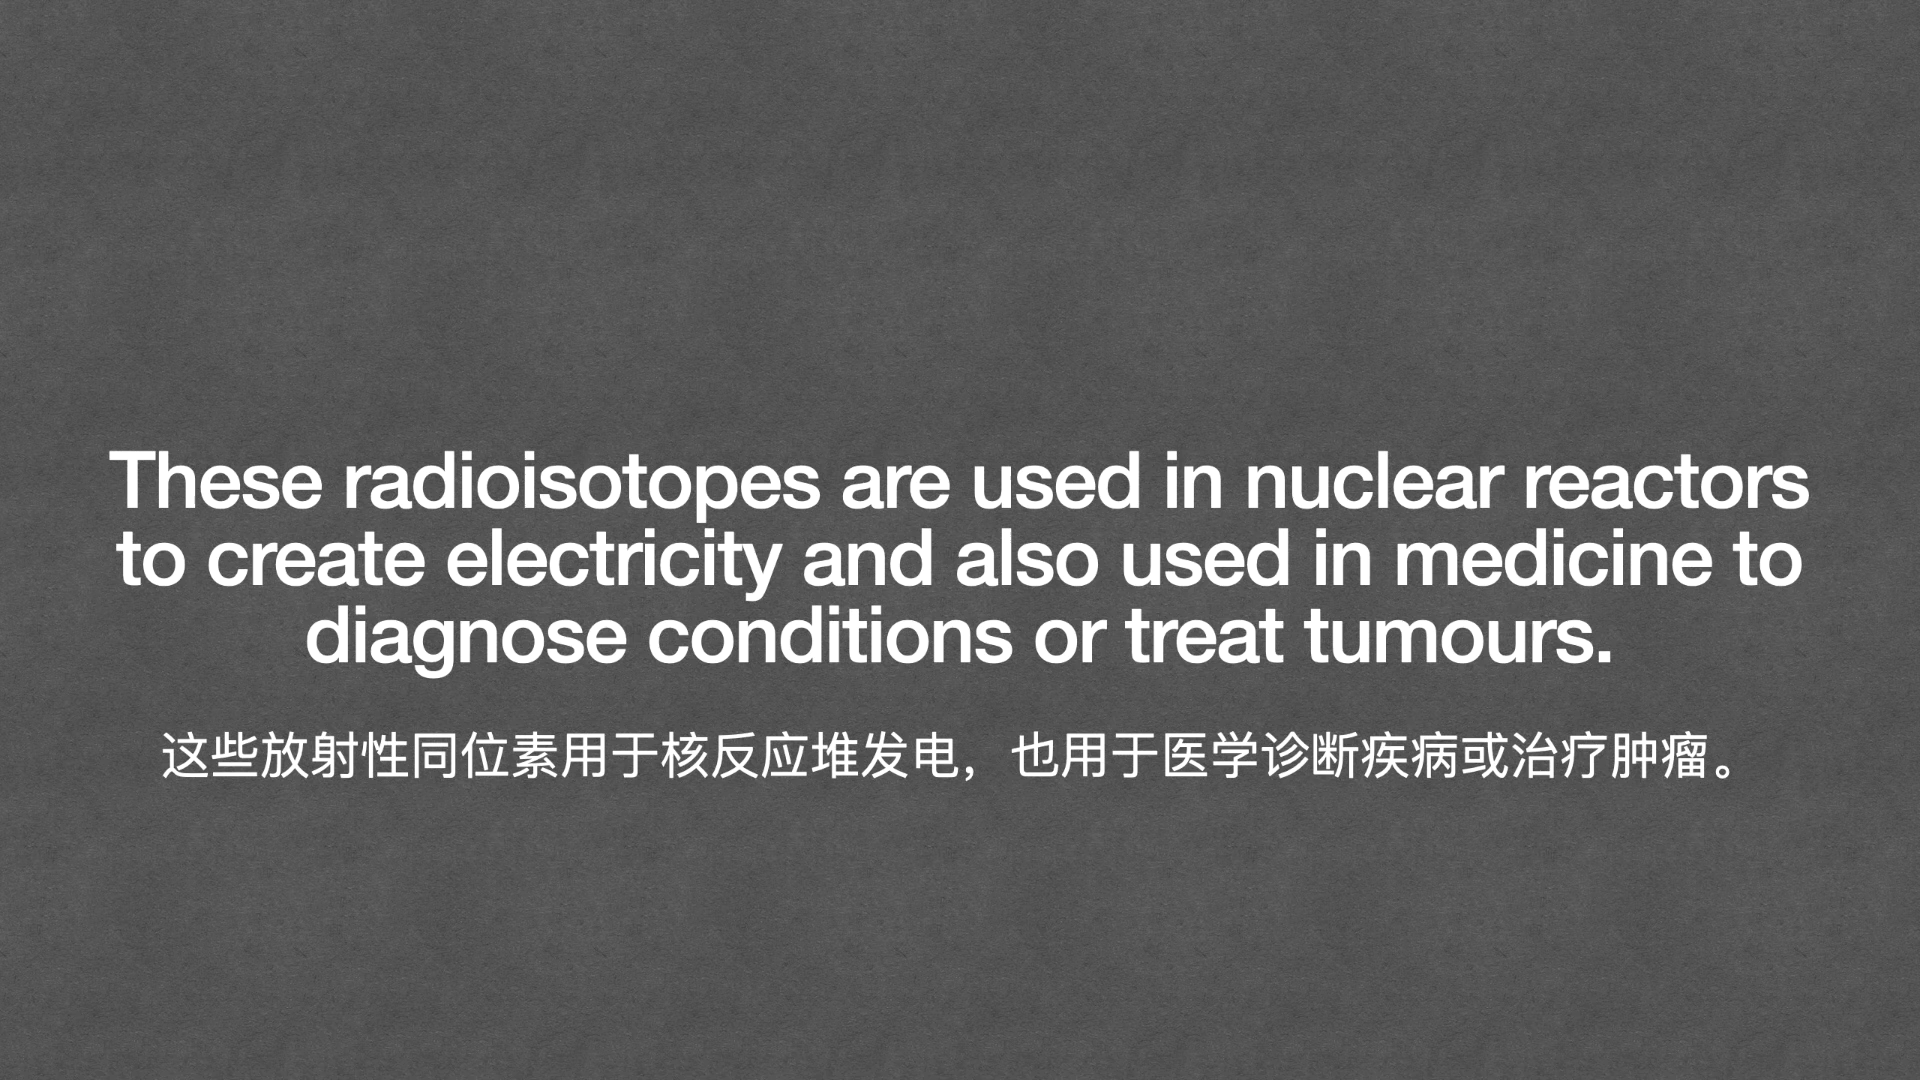 These radioisotopes are used in nuclear reactors
to create electricity and also used in medicine to
diagnose conditions or treat tumours.
这些放射性同位素用于核反应堆发电，也用于医学诊断疾病或治疗肿瘤。